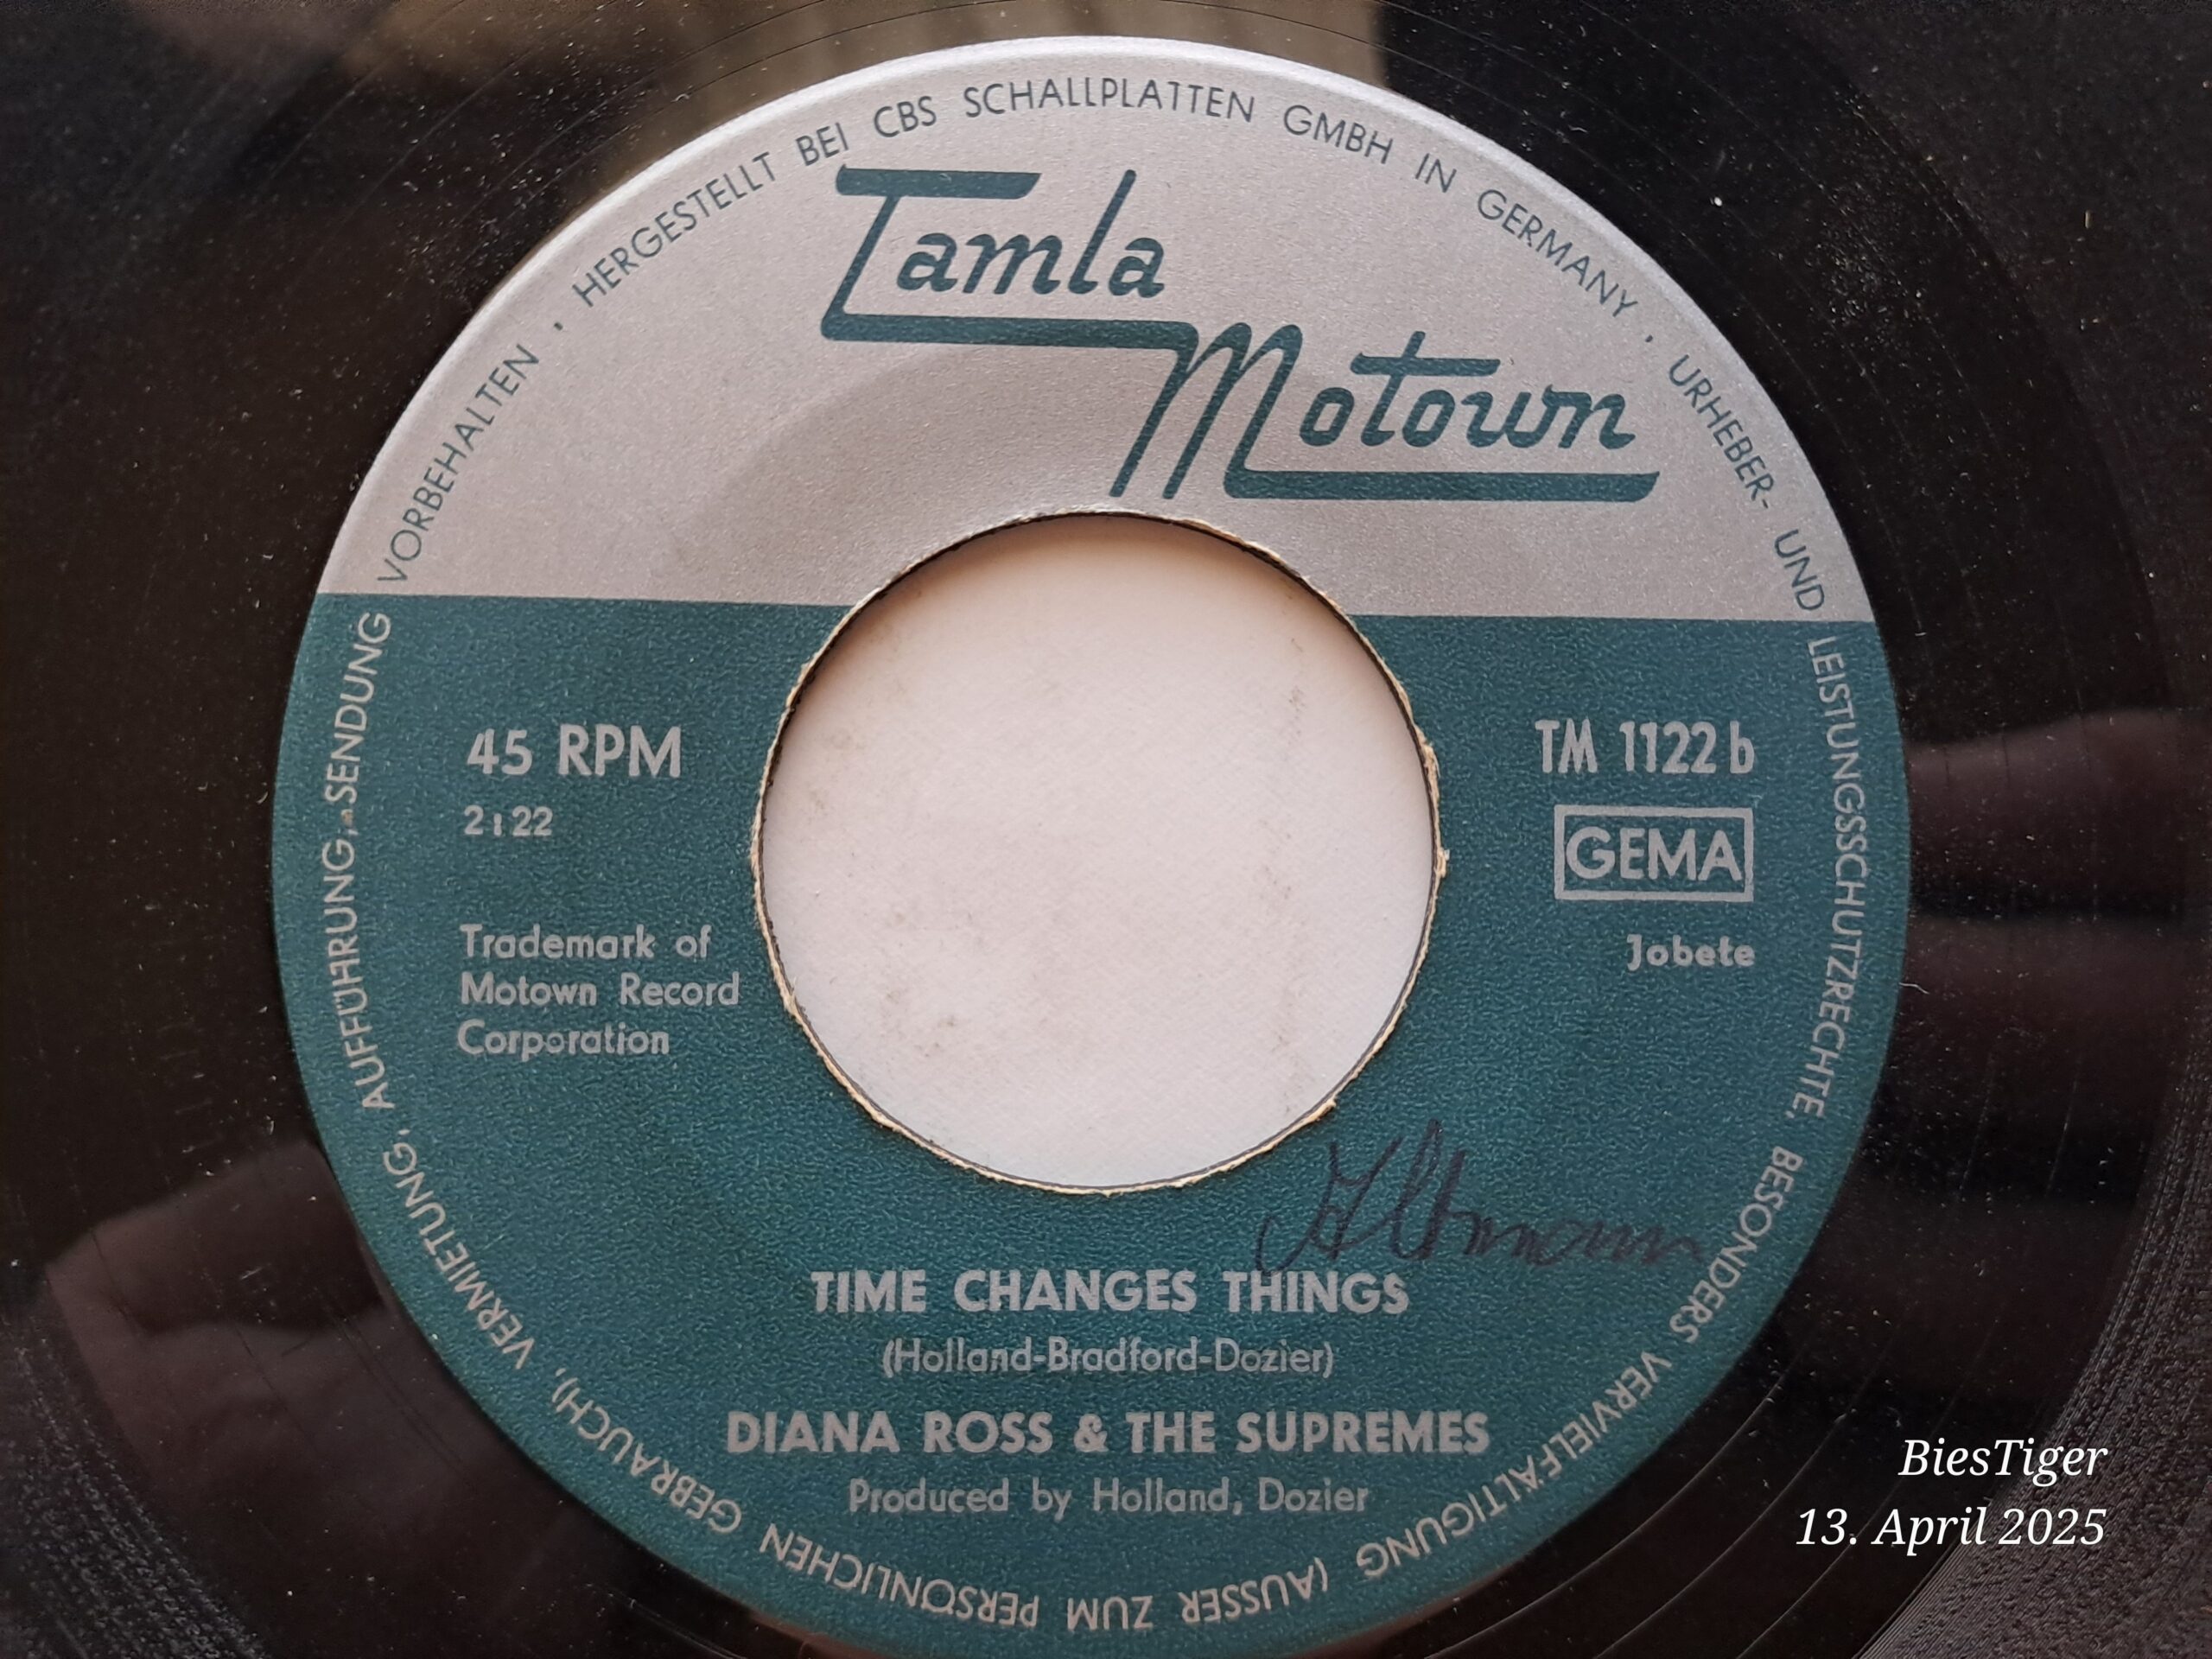 HERGESTELLT BEI CBS SCHALLPLATTEN GMBH IN GERMANY · URHEBER- UND LEISTUNGSSCHUTZRECHTE, BESONDERS VERVIELFÄLTIGUNG (AUSSER ZUM PERSÖNLICHEN GEBRAUCH), VERMIETUNG, AUFFÜHRUNG, SENDUNG VORBEHALTEN ·
Tamla
Motown
45 RPM
2:22
Trademark of
Motown Record
Corporation
TM 1122 b
GEMA
Jobete
Altmann
TIME CHANGES THINGS
(Holland-Bradford-Dozier)
DIANA ROSS & THE SUPREMES
Produced by Holland, Dozier
BiesTiger
13. April 2025